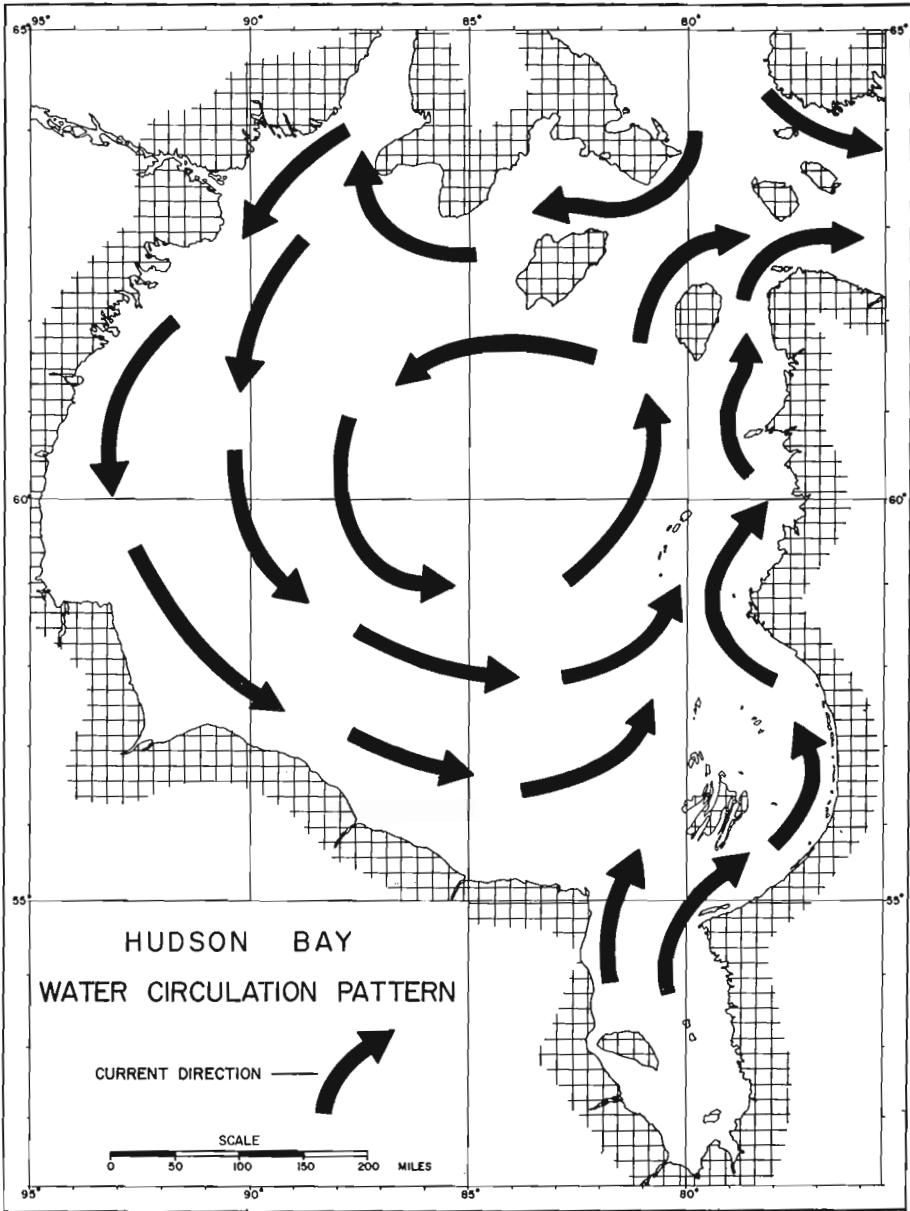 65° 95° 90° 85° 80° 65°
60° 60°
55° 55°
HUDSON BAY
WATER CIRCULATION PATTERN
CURRENT DIRECTION
SCALE
0 50 100 150 200 MILES
95° 90° 85° 80°